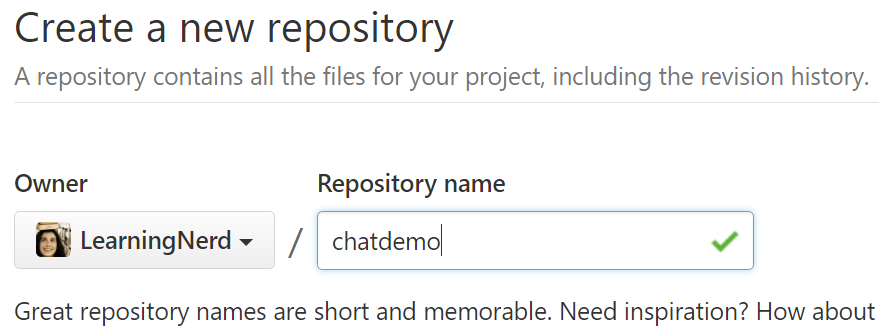 Create a new repository
A repository contains all the files for your project, including the revision history.
Owner
Repository name
LearningNerd
/
chatdemo
Great repository names are short and memorable. Need inspiration? How about